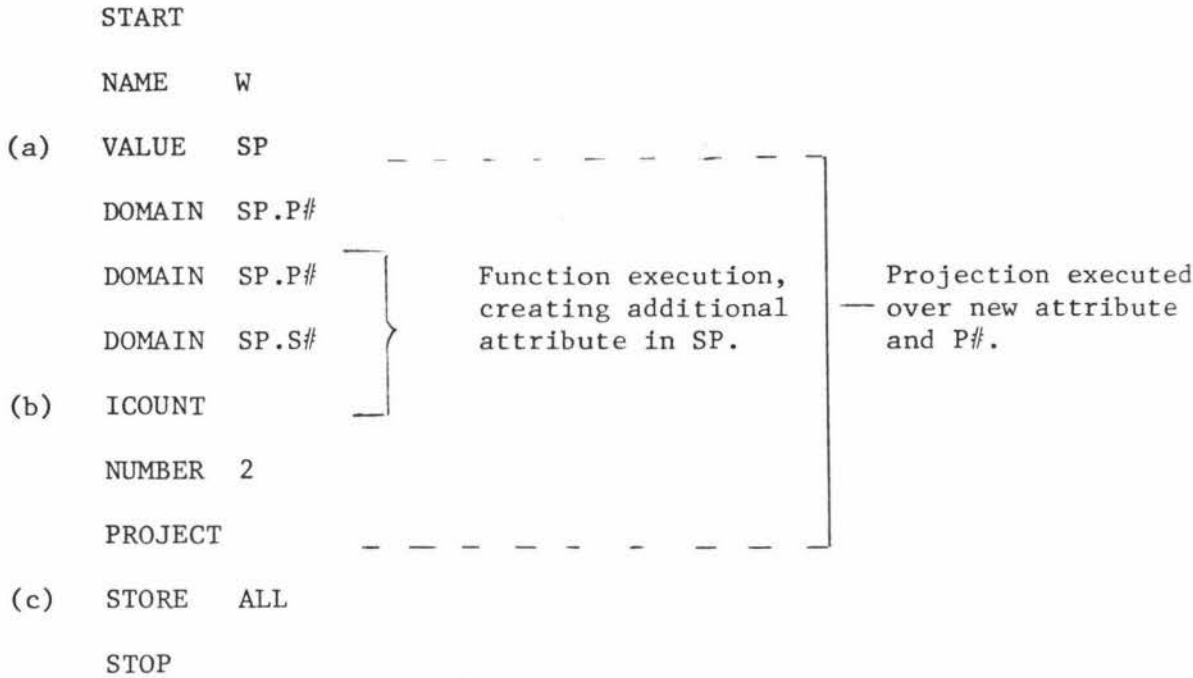 START
NAME W
(a) VALUE SP
DOMAIN SP.P#
DOMAIN SP.P#
DOMAIN SP.S#
(b) ICOUNT
NUMBER 2
PROJECT
(c) STORE ALL
STOP
Function execution,
creating additional
attribute in SP.
Projection executed
over new attribute
and P#.